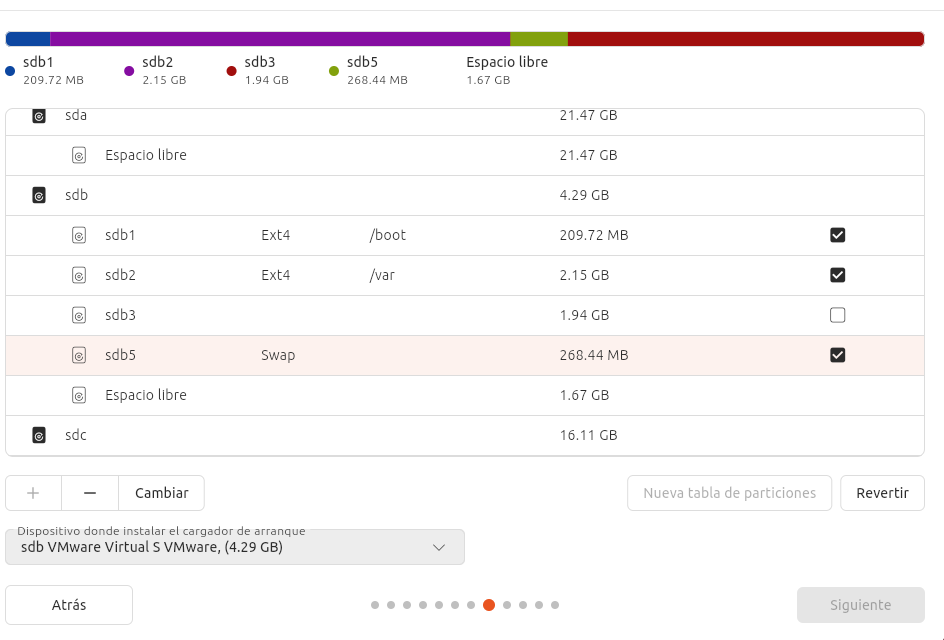 sdb1 sdb2 sdb3 sdb5 Espacio libre
209.72 MB 2.15 GB 1.94 GB 268.44 MB 1.67 GB
sda 21.47 GB
Espacio libre 21.47 GB
sdb 4.29 GB
sdb1 Ext4 /boot 209.72 MB
sdb2 Ext4 /var 2.15 GB
sdb3 1.94 GB
sdb5 Swap 268.44 MB
Espacio libre 1.67 GB
sdc 16.11 GB
+ − Cambiar Nueva tabla de particiones Revertir
Dispositivo donde instalar el cargador de arranque
sdb VMware Virtual S VMware, (4.29 GB)
Atrás Siguiente